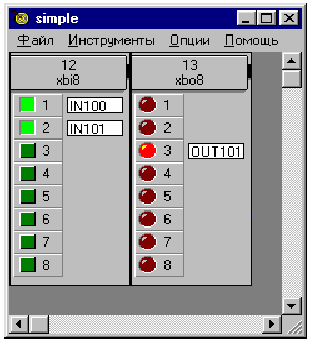 simple
Файл Инструменты Опции Помощь
12 13
xbi8 xbo8
1 IN100 1
2 IN101 2
3 3 OUT101
4 4
5 5
6 6
7 7
8 8